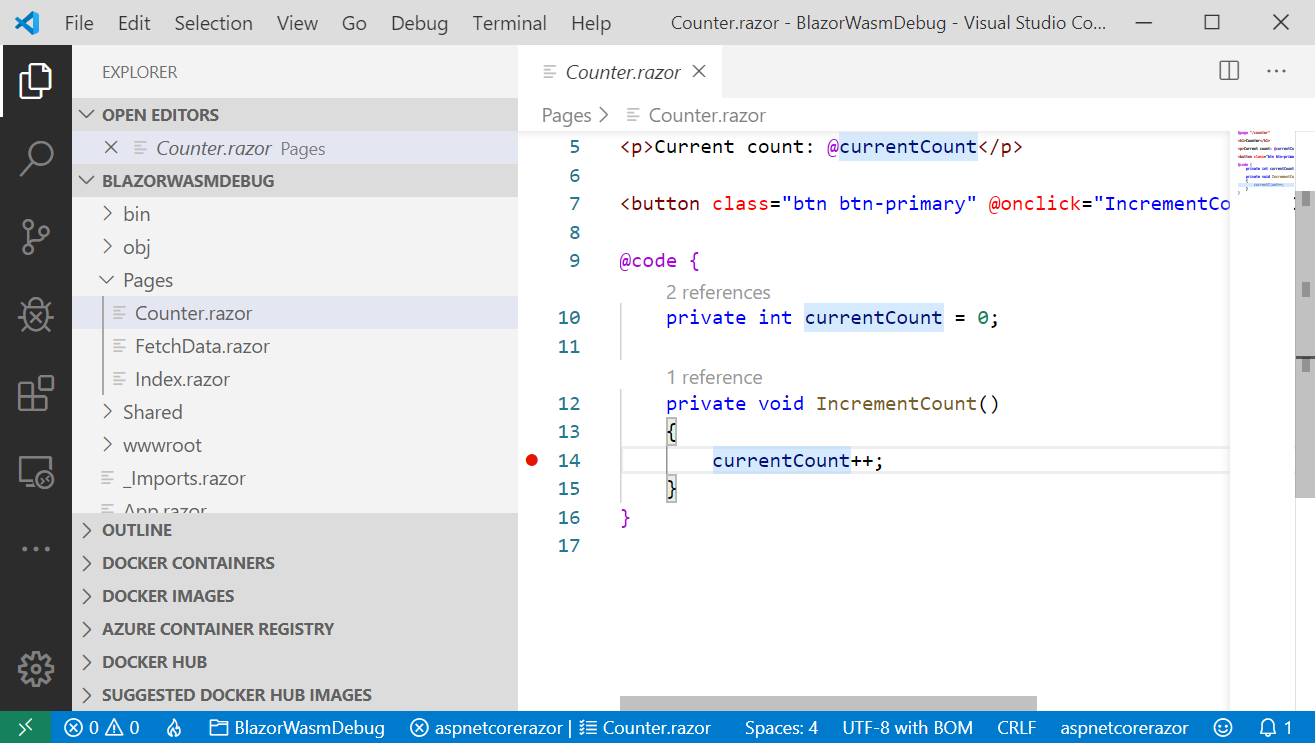 File Edit Selection View Go Debug Terminal Help Counter.razor - BlazorWasmDebug - Visual Studio Co...
EXPLORER
OPEN EDITORS
Counter.razor Pages
BLAZORWASMDEBUG
bin
obj
Pages
Counter.razor
FetchData.razor
Index.razor
Shared
wwwroot
_Imports.razor
App.razor
OUTLINE
DOCKER CONTAINERS
DOCKER IMAGES
AZURE CONTAINER REGISTRY
DOCKER HUB
SUGGESTED DOCKER HUB IMAGES
Counter.razor
Pages > Counter.razor
5 <p>Current count: @currentCount</p>
6
7 <button class="btn btn-primary" @onclick="IncrementCo
8
9 @code {
2 references
10 private int currentCount = 0;
11
1 reference
12 private void IncrementCount()
13 {
14 currentCount++;
15 }
16 }
17
0 0 BlazorWasmDebug aspnetcorerazor | Counter.razor Spaces: 4 UTF-8 with BOM CRLF aspnetcorerazor 1